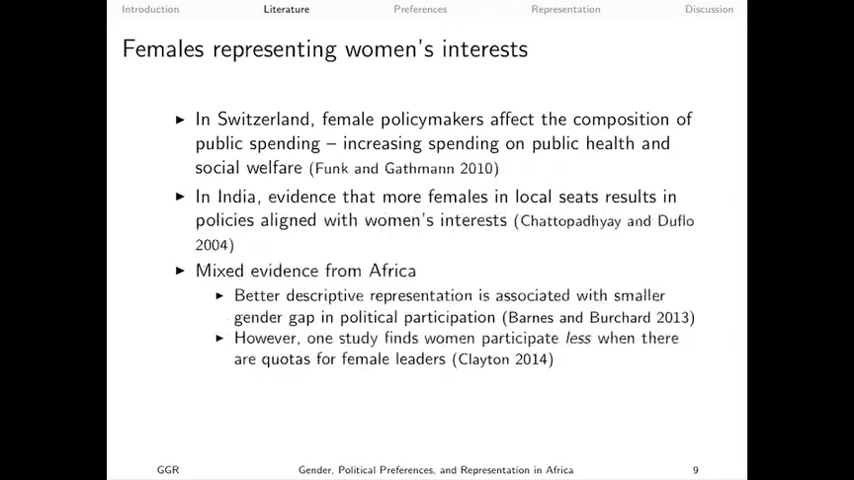 Introduction Literature Preferences Representation Discussion
Females representing women's interests
▶ In Switzerland, female policymakers affect the composition of
public spending – increasing spending on public health and
social welfare (Funk and Gathmann 2010)
▶ In India, evidence that more females in local seats results in
policies aligned with women's interests (Chattopadhyay and Duflo
2004)
▶ Mixed evidence from Africa
▶ Better descriptive representation is associated with smaller
gender gap in political participation (Barnes and Burchard 2013)
▶ However, one study finds women participate less when there
are quotas for female leaders (Clayton 2014)
GGR Gender, Political Preferences, and Representation in Africa 9